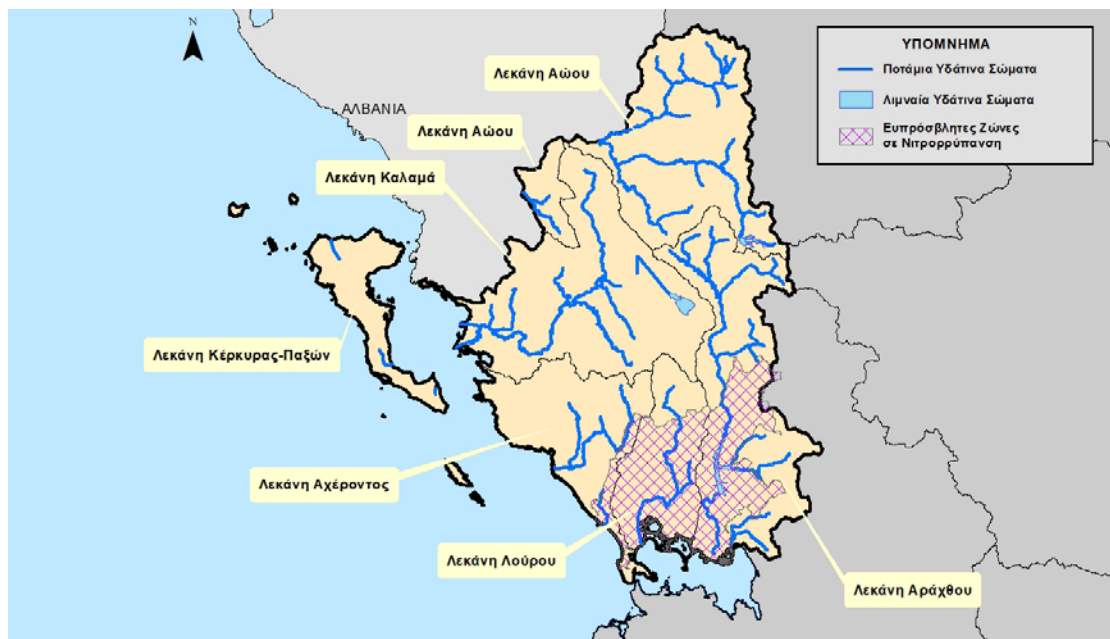 N
ΥΠΟΜΝΗΜΑ
Ποτάμια Υδάτινα Σώματα
Λιμναία Υδάτινα Σώματα
Ευπρόσβλητες Ζώνες
σε Νιτρορρύπανση
Λεκάνη Αώου
ΑΛΒΑΝΙΑ
Λεκάνη Αώου
Λεκάνη Καλαμά
Λεκάνη Κέρκυρας-Παξών
Λεκάνη Αχέροντος
Λεκάνη Λούρου
Λεκάνη Αράχθου